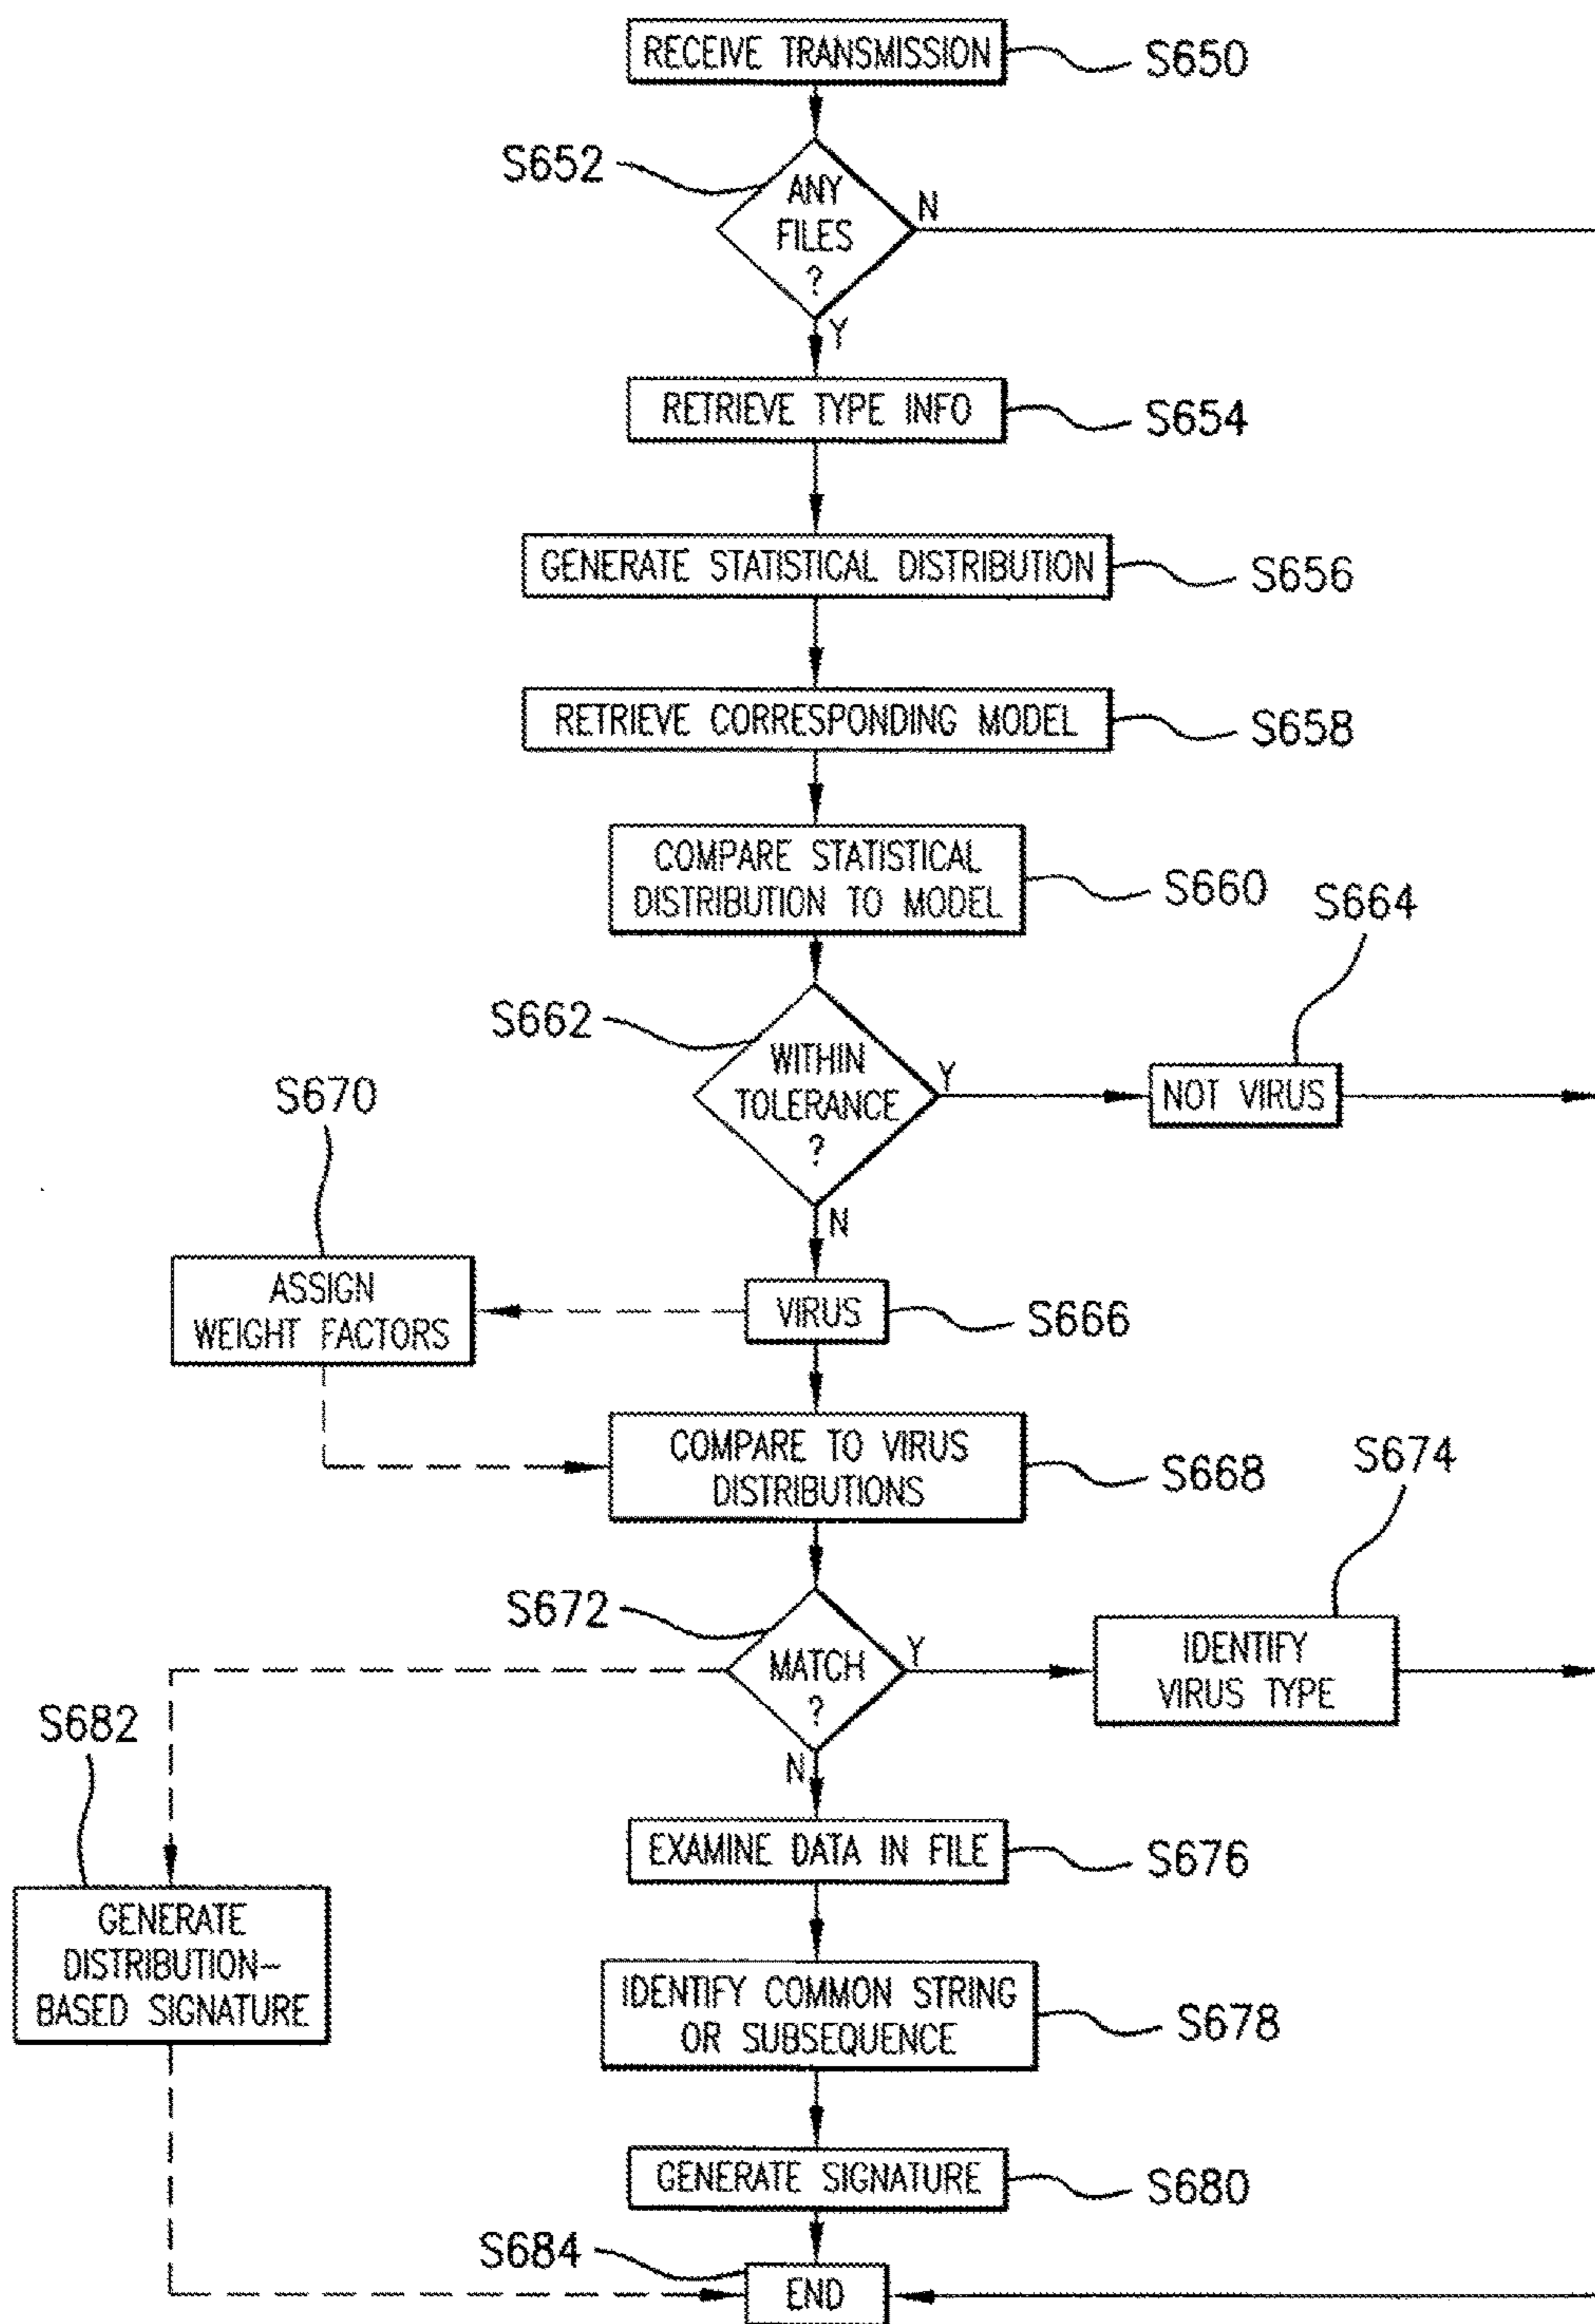 RECEIVE TRANSMISSION
S650
S652
ANY
FILES
?
N
Y
RETRIEVE TYPE INFO
S654
GENERATE STATISTICAL DISTRIBUTION
S656
RETRIEVE CORRESPONDING MODEL
S658
COMPARE STATISTICAL
DISTRIBUTION TO MODEL
S660
S664
S662
WITHIN
TOLERANCE
?
Y
NOT VIRUS
N
S670
ASSIGN
WEIGHT FACTORS
VIRUS
S666
COMPARE TO VIRUS
DISTRIBUTIONS
S668
S674
S672
MATCH
?
Y
IDENTIFY
VIRUS TYPE
N
S682
GENERATE
DISTRIBUTION-
BASED SIGNATURE
EXAMINE DATA IN FILE
S676
IDENTIFY COMMON STRING
OR SUBSEQUENCE
S678
GENERATE SIGNATURE
S680
S684
END